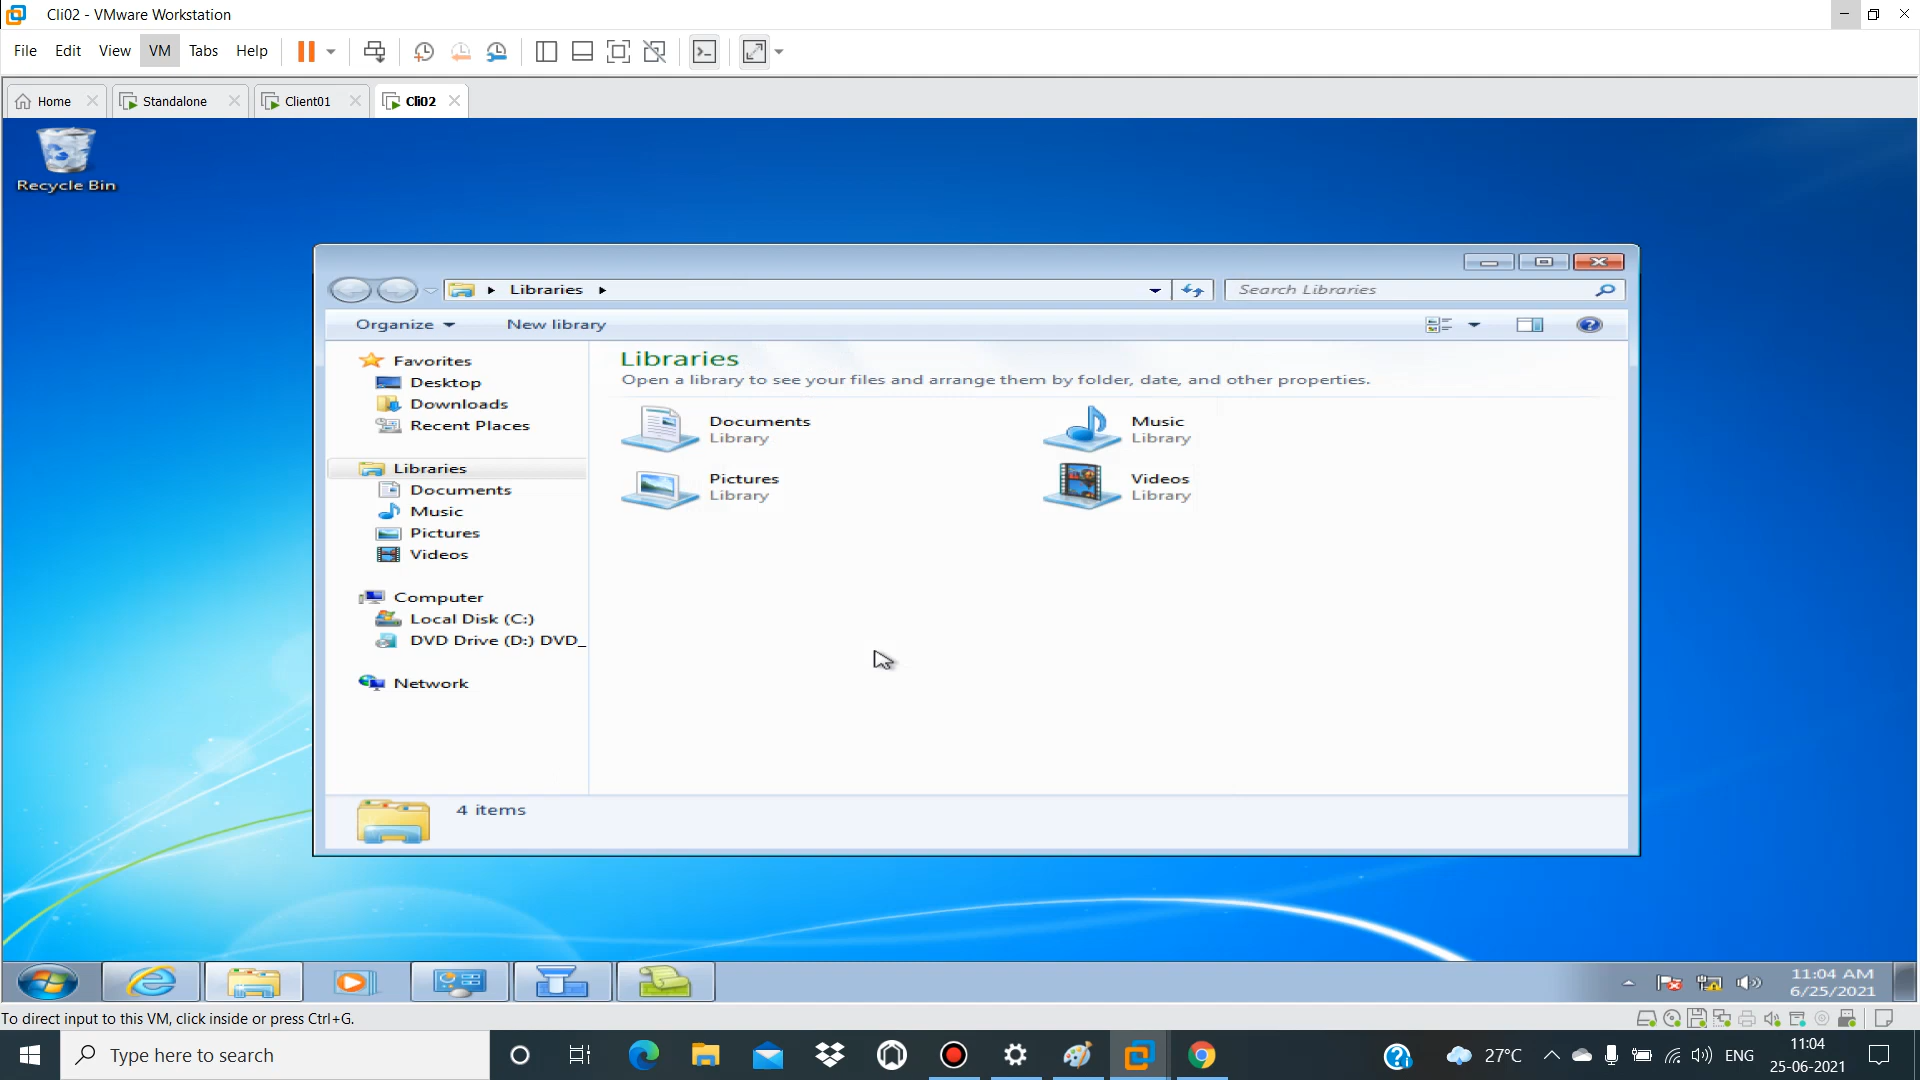 Cli02 - VMware Workstation
File Edit View VM Tabs Help
Home Standalone Client01 Cli02
Recycle Bin
Libraries
Search Libraries
Organize New library
Favorites
Desktop
Downloads
Recent Places
Libraries
Documents
Music
Pictures
Videos
Computer
Local Disk (C:)
DVD Drive (D:) DVD_
Network
Libraries
Open a library to see your files and arrange them by folder, date, and other properties.
Documents
Library
Music
Library
Pictures
Library
Videos
Library
4 items
11:04 AM
6/25/2021
To direct input to this VM, click inside or press Ctrl+G.
Type here to search
27°C
ENG
11:04
25-06-2021